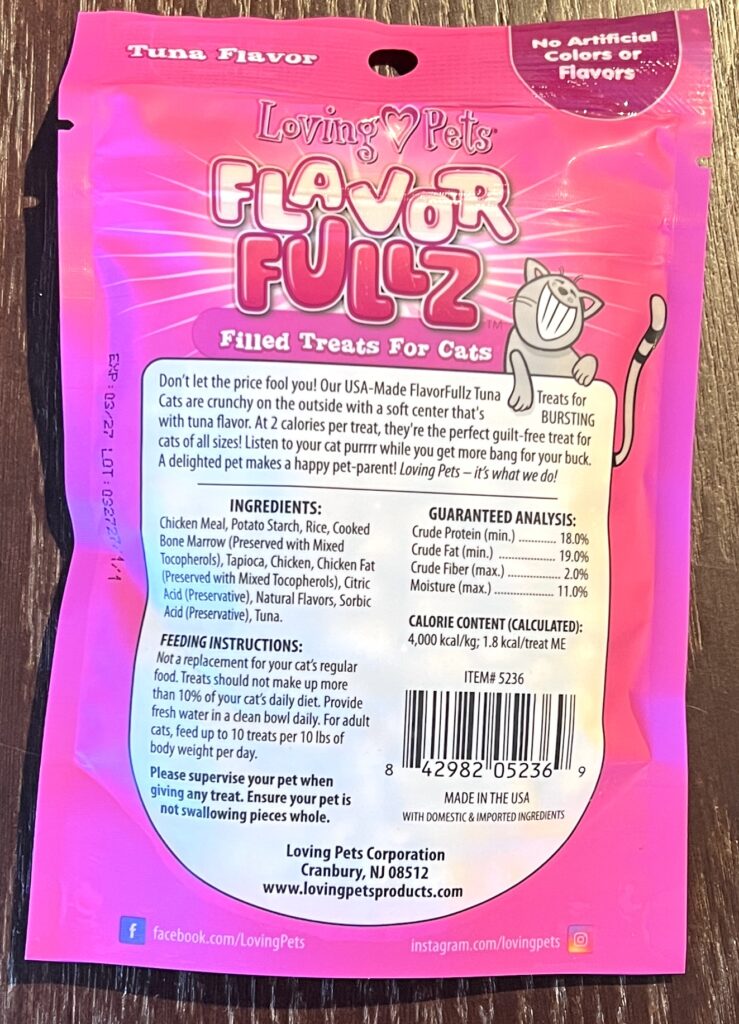 Tuna Flavor
No Artificial
Colors or
Flavors
Loving Pets
FLAVOR
FULLZ™
Filled Treats For Cats
Don't let the price fool you! Our USA-Made FlavorFullz Tuna Treats for
Cats are crunchy on the outside with a soft center that's BURSTING
with tuna flavor. At 2 calories per treat, they're the perfect guilt-free treat for
cats of all sizes! Listen to your cat purrrr while you get more bang for your buck.
A delighted pet makes a happy pet-parent! Loving Pets – it's what we do!
EXP: 03/27 LOT:
INGREDIENTS:
Chicken Meal, Potato Starch, Rice, Cooked
Bone Marrow (Preserved with Mixed
Tocopherols), Tapioca, Chicken, Chicken Fat
(Preserved with Mixed Tocopherols), Citric
Acid (Preservative), Natural Flavors, Sorbic
Acid (Preservative), Tuna.
FEEDING INSTRUCTIONS:
Not a replacement for your cat's regular
food. Treats should not make up more
than 10% of your cat's daily diet. Provide
fresh water in a clean bowl daily. For adult
cats, feed up to 10 treats per 10 lbs of
body weight per day.
Please supervise your pet when
giving any treat. Ensure your pet is
not swallowing pieces whole.
GUARANTEED ANALYSIS:
Crude Protein (min.) ............ 18.0%
Crude Fat (min.) .................. 19.0%
Crude Fiber (max.) ................. 2.0%
Moisture (max.) .................... 11.0%
CALORIE CONTENT (CALCULATED):
4,000 kcal/kg; 1.8 kcal/treat ME
ITEM# 5236
8 42982 05236 9
MADE IN THE USA
WITH DOMESTIC & IMPORTED INGREDIENTS
Loving Pets Corporation
Cranbury, NJ 08512
www.lovingpetsproducts.com
facebook.com/LovingPets
instagram.com/lovingpets